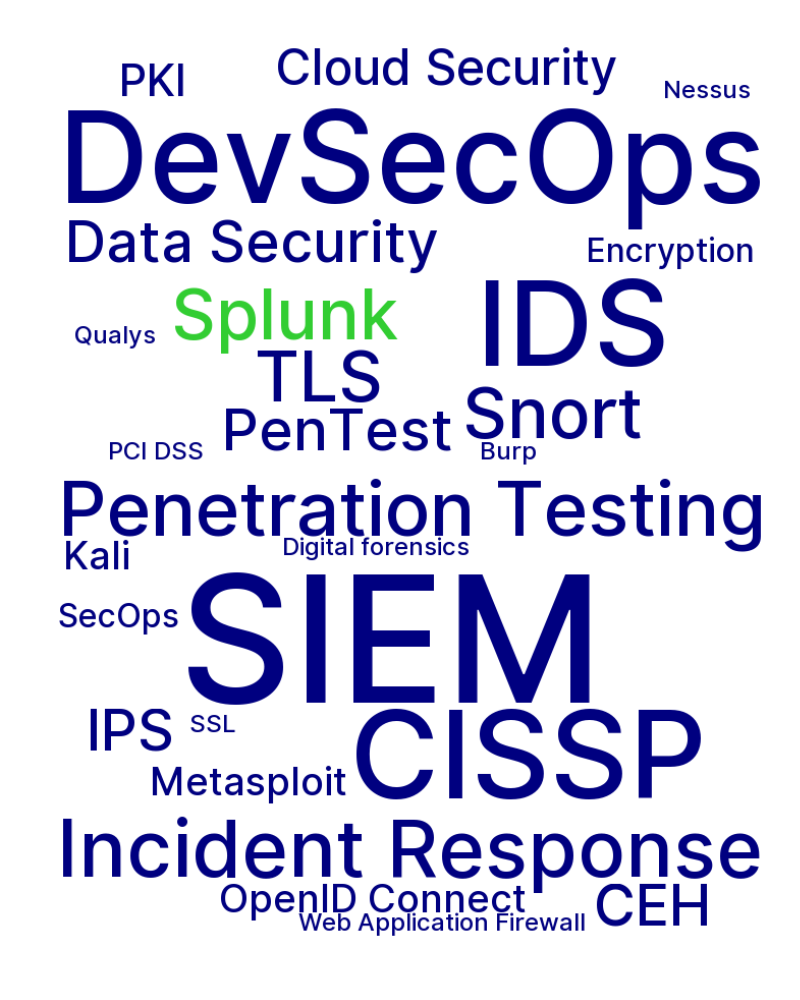 Cloud Security
PKI
Nessus
DevSecOps
Data Security
Encryption
Splunk
IDS
Qualys
TLS
Snort
PenTest
PCI DSS
Burp
Penetration Testing
Digital forensics
Kali
SIEM
SecOps
IPS
SSL
CISSP
Metasploit
Incident Response
OpenID Connect
CEH
Web Application Firewall